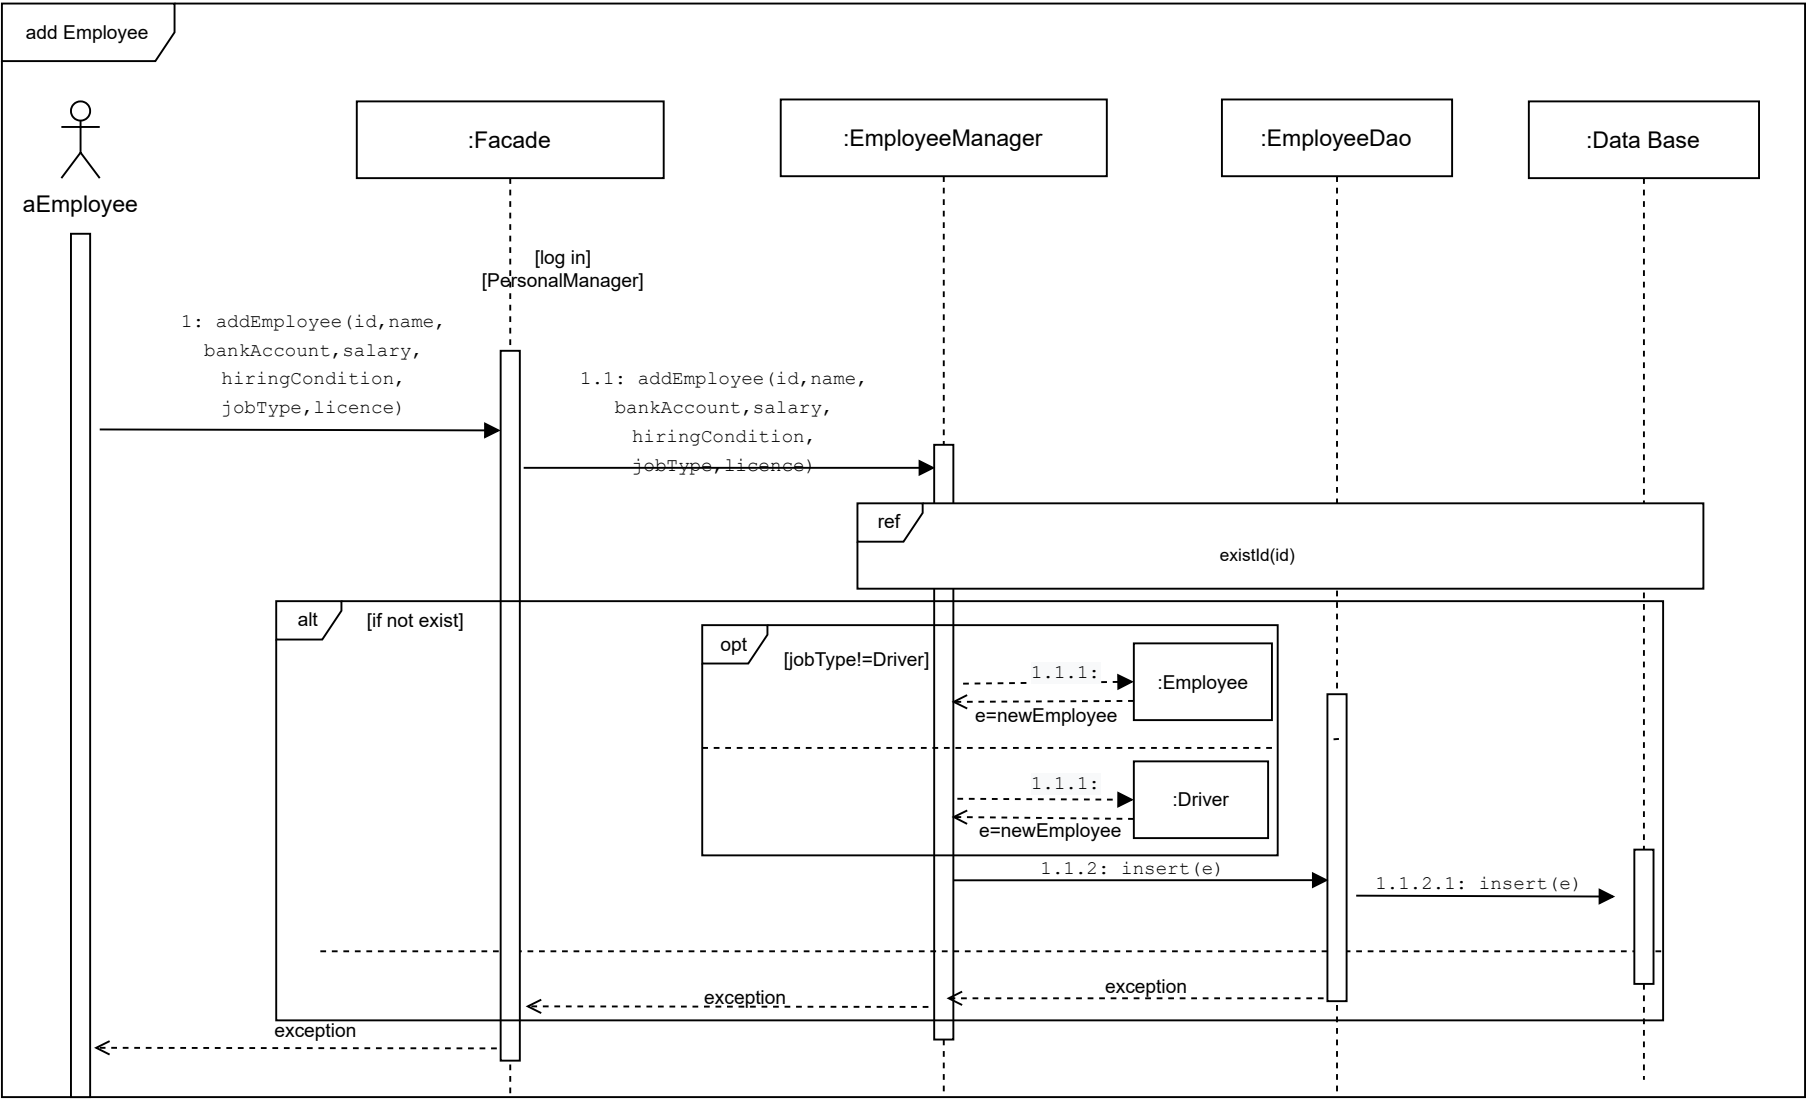 add Employee
:Facade
:EmployeeManager
:EmployeeDao
:Data Base
aEmployee
[log in]
[PersonalManager]
1: addEmployee(id,name,
bankAccount,salary,
hiringCondition,
jobType,licence)
1.1: addEmployee(id,name,
bankAccount,salary,
hiringCondition,
jobType,licence)
ref
existId(id)
alt
[if not exist]
opt
[jobType!=Driver]
1.1.1:
:Employee
e=newEmployee
1.1.1:
:Driver
e=newEmployee
1.1.2: insert(e)
1.1.2.1: insert(e)
exception
exception
exception